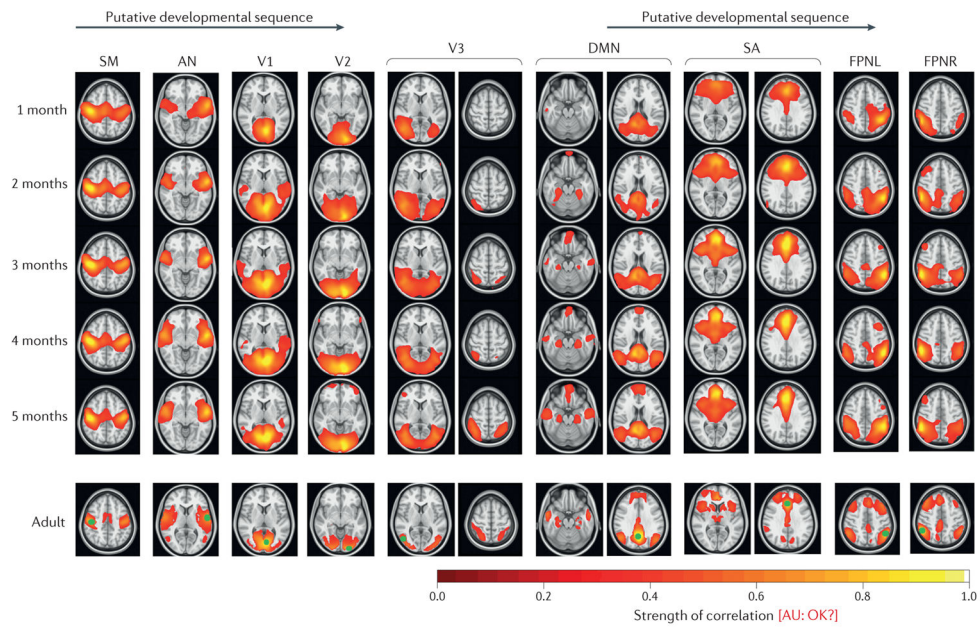 Putative developmental sequence
Putative developmental sequence
SM AN V1 V2 V3 DMN SA FPNL FPNR
1 month
2 months
3 months
4 months
5 months
Adult
0.0 0.2 0.4 0.6 0.8 1.0
Strength of correlation [AU: OK?]